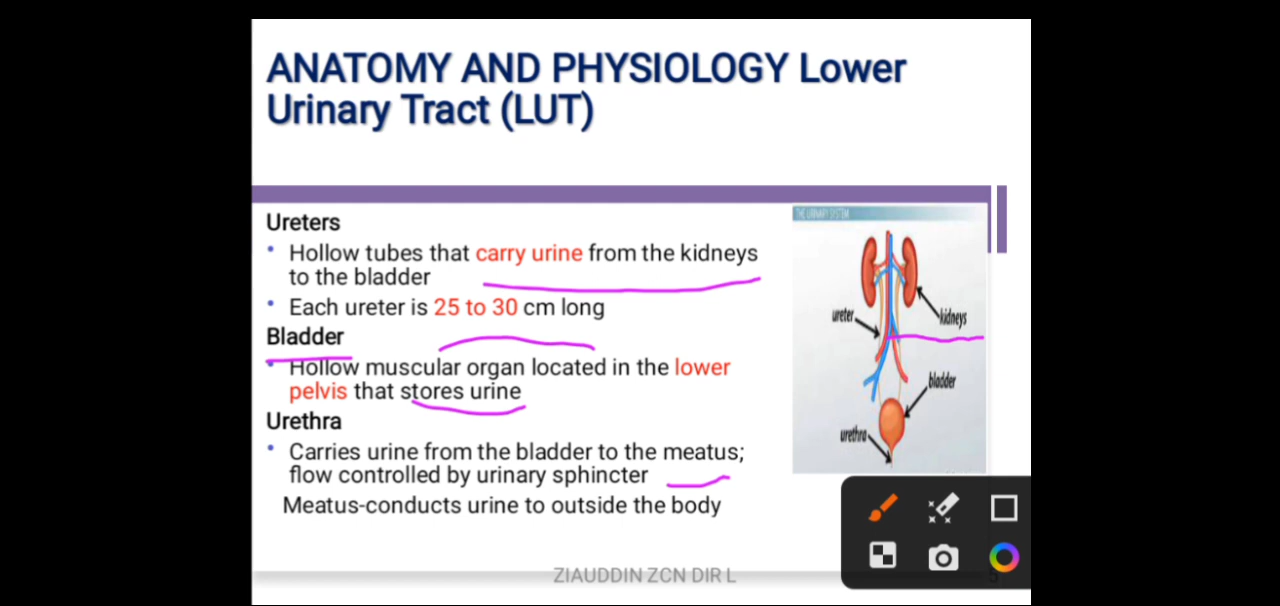 ANATOMY AND PHYSIOLOGY Lower
Urinary Tract (LUT)
THE URINARY SYSTEM
Ureters
• Hollow tubes that carry urine from the kidneys
to the bladder
• Each ureter is 25 to 30 cm long
Bladder
• Hollow muscular organ located in the lower
pelvis that stores urine
Urethra
• Carries urine from the bladder to the meatus;
flow controlled by urinary sphincter
Meatus-conducts urine to outside the body
ureter
kidneys
bladder
urethra
ZIAUDDIN ZCN DIR L